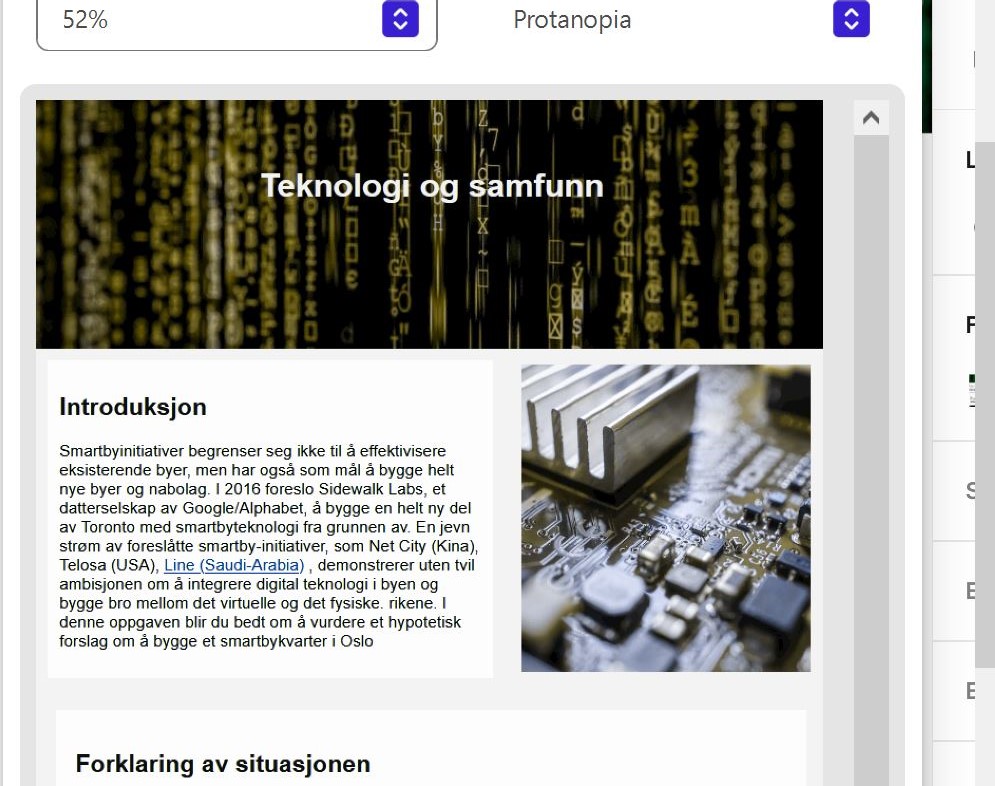 52%
Protanopia
Teknologi og samfunn
Introduksjon
Smartbyinitiativer begrenser seg ikke til å effektivisere
eksisterende byer, men har også som mål å bygge helt
nye byer og nabolag. I 2016 foreslo Sidewalk Labs, et
datterselskap av Google/Alphabet, å bygge en helt ny del
av Toronto med smartbyteknologi fra grunnen av. En jevn
strøm av foreslåtte smartby-initiativer, som Net City (Kina),
Telosa (USA), Line (Saudi-Arabia) , demonstrerer uten tvil
ambisjonen om å integrere digital teknologi i byen og
bygge bro mellom det virtuelle og det fysiske. rikene. I
denne oppgaven blir du bedt om å vurdere et hypotetisk
forslag om å bygge et smartbykvarter i Oslo
Forklaring av situasjonen